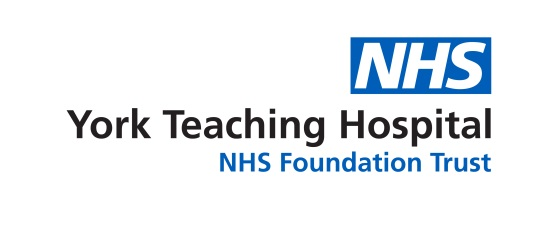 NHS
York Teaching Hospital
NHS Foundation Trust